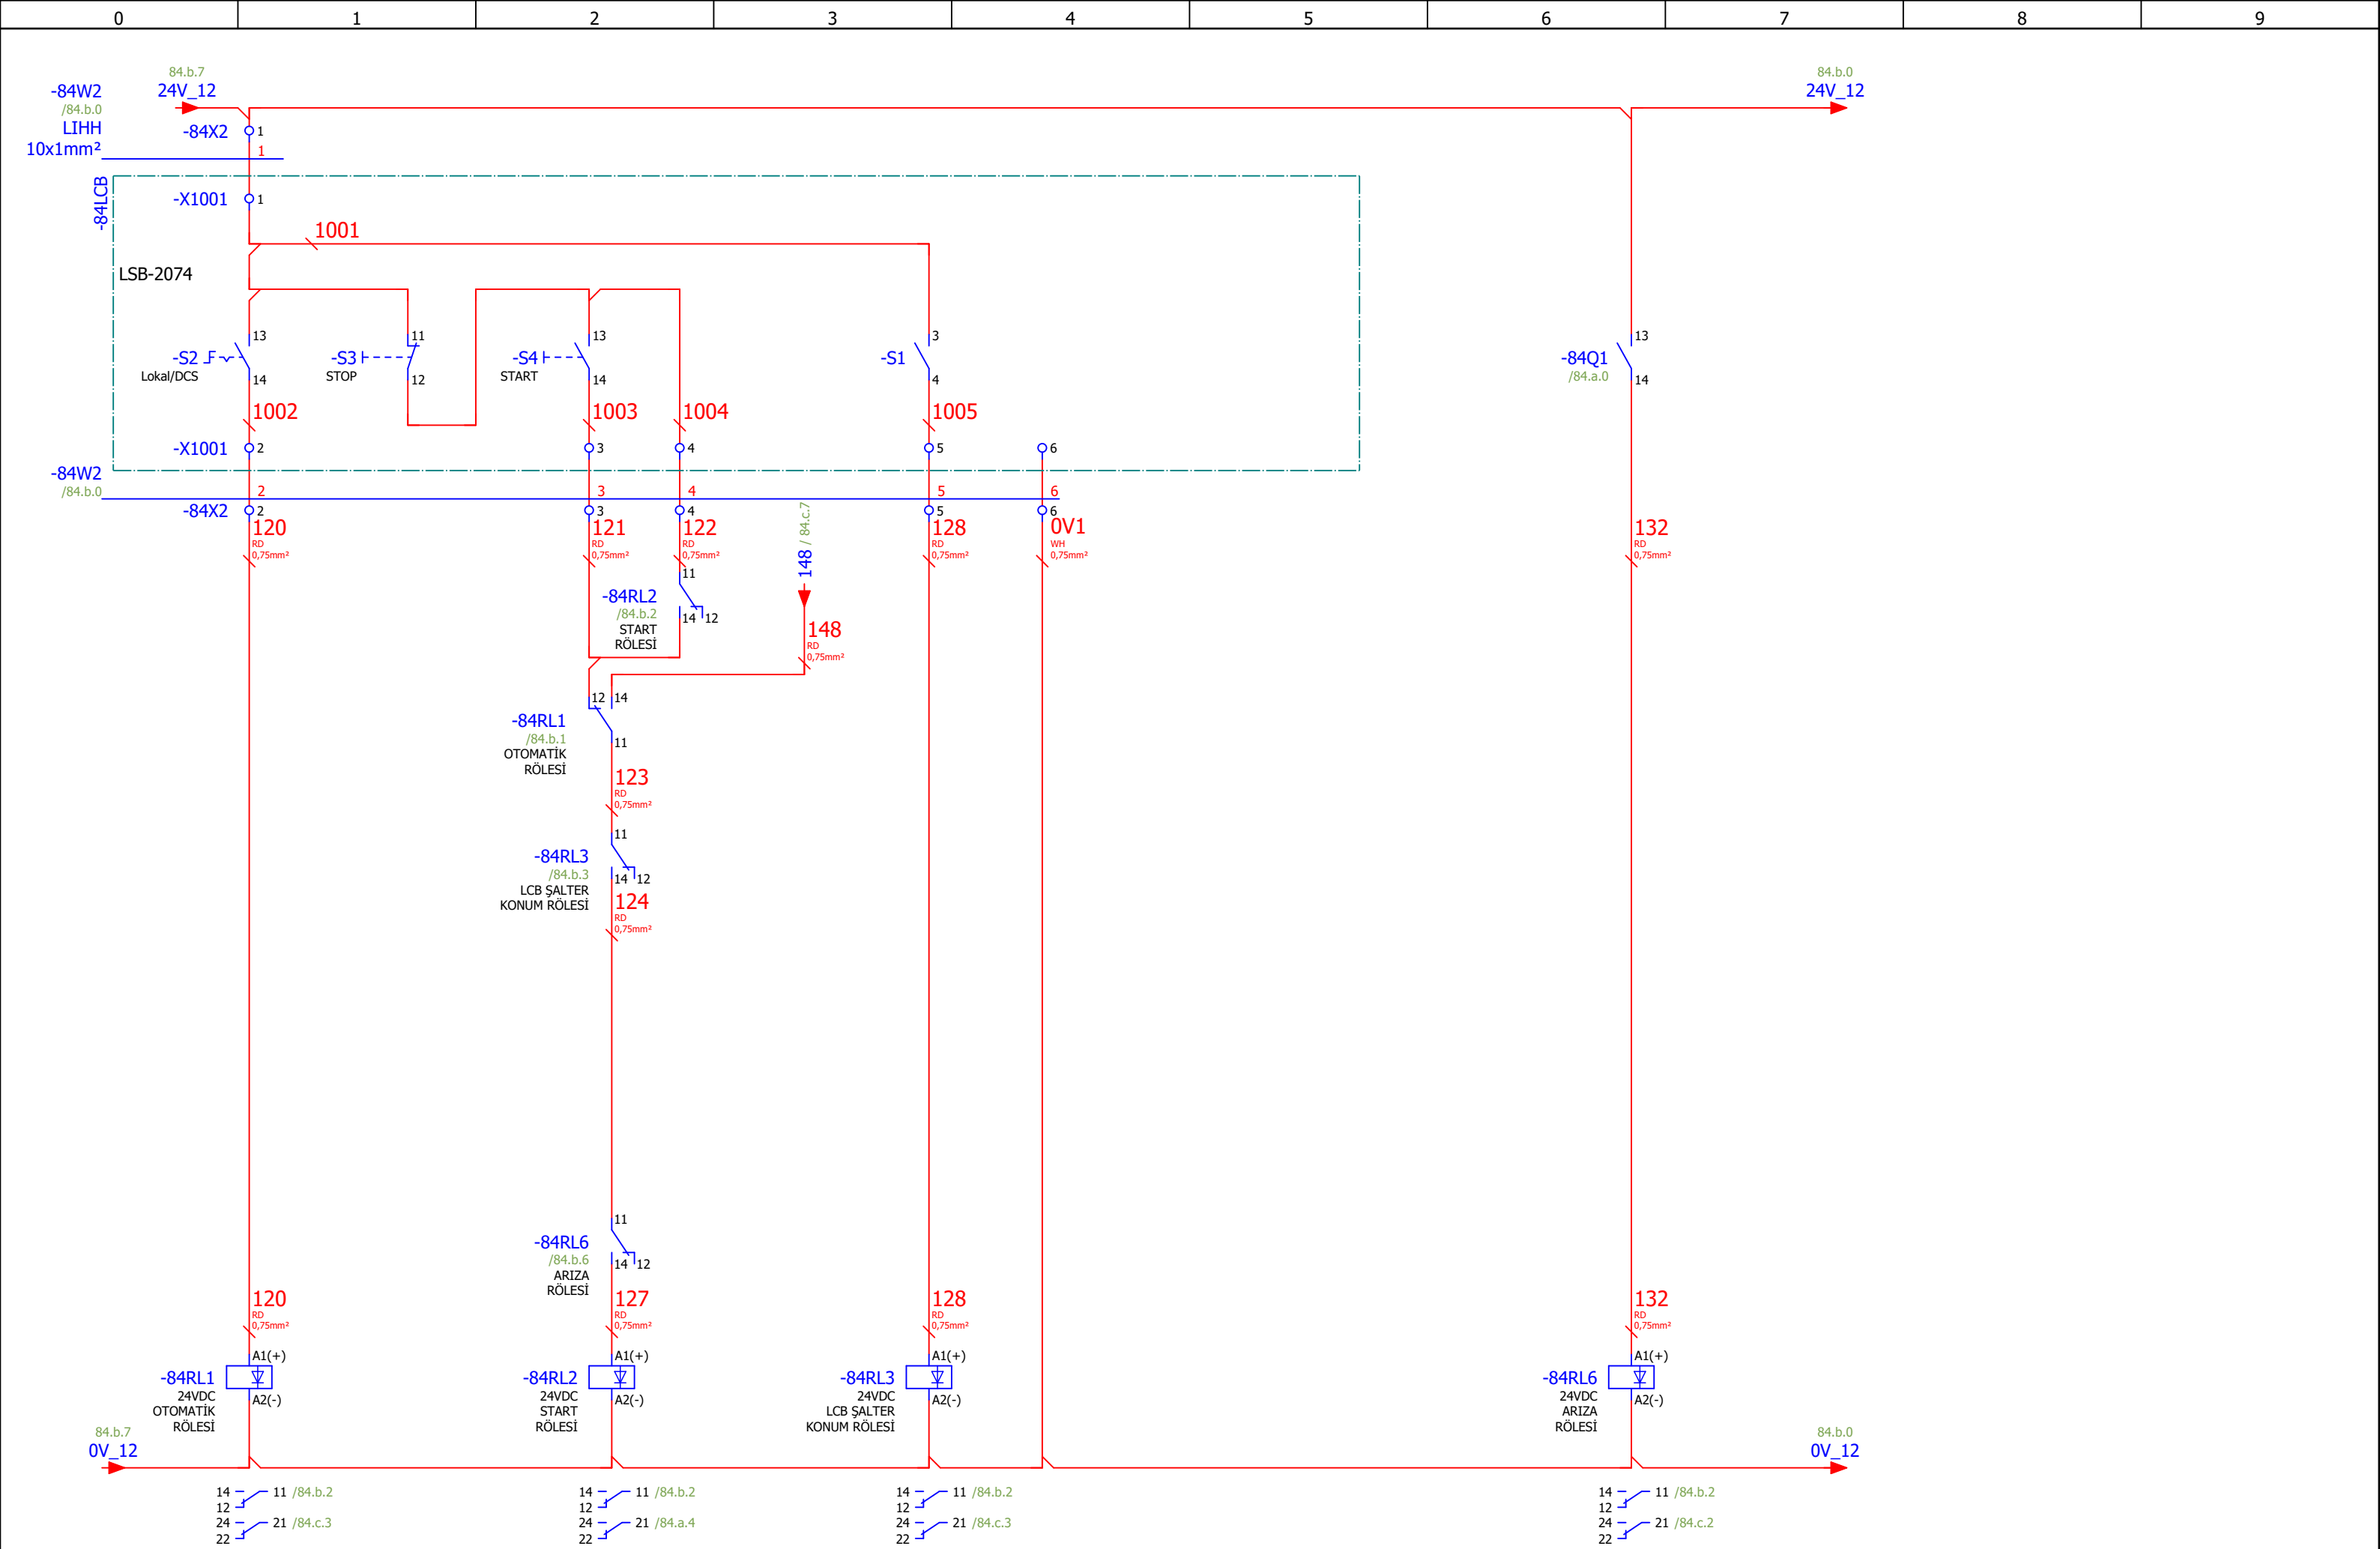 0 1 2 3 4 5 6 7 8 9
84.b.7
24V_12
84.b.0
24V_12
-84W2
/84.b.0
LIHH
10x1mm²
-84X2 1
1
-84LCB
-X1001 1
1001
LSB-2074
13
-S2
Lokal/DCS
14
11
-S3
STOP
12
13
-S4
START
14
3
-S1
4
13
-84Q1
/84.a.0
14
1002
1003
1004
1005
-X1001 2 3 4 5 6
-84W2
/84.b.0
2 3 4 5 6
-84X2 2 3 4 5 6
120
RD
0,75mm²
121
RD
0,75mm²
122
RD
0,75mm²
148 / 84.c.7
128
RD
0,75mm²
0V1
WH
0,75mm²
132
RD
0,75mm²
11
-84RL2
/84.b.2
14 12
START
RÖLESİ
148
RD
0,75mm²
12 14
-84RL1
/84.b.1
11
OTOMATİK
RÖLESİ
123
RD
0,75mm²
11
-84RL3
/84.b.3
14 12
LCB ŞALTER
KONUM RÖLESİ
124
RD
0,75mm²
11
-84RL6
/84.b.6
14 12
ARIZA
RÖLESİ
120
RD
0,75mm²
127
RD
0,75mm²
128
RD
0,75mm²
132
RD
0,75mm²
A1(+)
-84RL1
24VDC
A2(-)
OTOMATİK
RÖLESİ
A1(+)
-84RL2
24VDC
A2(-)
START
RÖLESİ
A1(+)
-84RL3
24VDC
A2(-)
LCB ŞALTER
KONUM RÖLESİ
A1(+)
-84RL6
24VDC
A2(-)
ARIZA
RÖLESİ
84.b.7
0V_12
84.b.0
0V_12
14 11 /84.b.2
12
24 21 /84.c.3
22
14 11 /84.b.2
12
24 21 /84.a.4
22
14 11 /84.b.2
12
24 21 /84.c.3
22
14 11 /84.b.2
12
24 21 /84.c.2
22